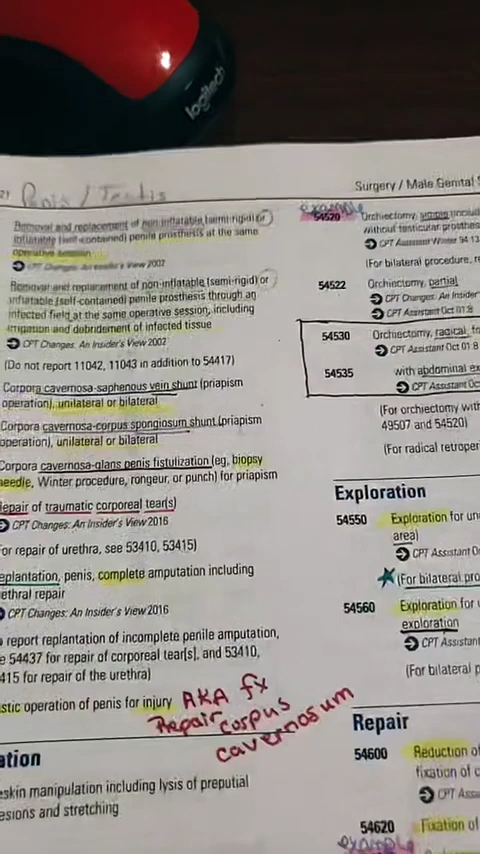 logitech
21
Penis / Testis
Surgery / Male Genital S
Removal and replacement of non-inflatable (semi-rigid) or
inflatable (self-contained) penile prosthesis at the same
operative session
CPT Changes: An Insider's View 2002
Removal and replacement of non-inflatable (semi-rigid) or
inflatable (self-contained) penile prosthesis through an
infected field at the same operative session, including
irrigation and debridement of infected tissue
CPT Changes: An Insider's View 2002
(Do not report 11042, 11043 in addition to 54417)
Corpora cavernosa-saphenous vein shunt (priapism
operation), unilateral or bilateral
Corpora cavernosa-corpus spongiosum shunt (priapism
operation), unilateral or bilateral
Corpora cavernosa-glans penis fistulization (eg, biopsy
needle, Winter procedure, rongeur, or punch) for priapism
epair of traumatic corporeal tear(s)
CPT Changes: An Insider's View 2016
or repair of urethra, see 53410, 53415)
eplantation, penis, complete amputation including
ethral repair
CPT Changes: An Insider's View 2016
report replantation of incomplete penile amputation,
e 54437 for repair of corporeal tear[s], and 53410,
415 for repair of the urethra)
stic operation of penis for injury
AKA fx
Repair corpus
cavernosum
ation
eskin manipulation including lysis of preputial
esions and stretching
example
54520 Orchiectomy, simple (includ
without testicular prosthes
CPT Assistant Winter 94:13
(For bilateral procedure, re
54522 Orchiectomy, partial
CPT Changes: An Insider
CPT Assistant Oct 01:8
54530 Orchiectomy, radical, fo
CPT Assistant Oct 01:8
54535 with abdominal ex
CPT Assistant Oc
(For orchiectomy with
49507 and 54520)
(For radical retroper
Exploration
54550 Exploration for un
area)
CPT Assistant O
(For bilateral pro
54560 Exploration for u
exploration
CPT Assistant
(For bilateral p
Repair
54600 Reduction of
fixation of c
CPT Assi
54620 Fixation of
example